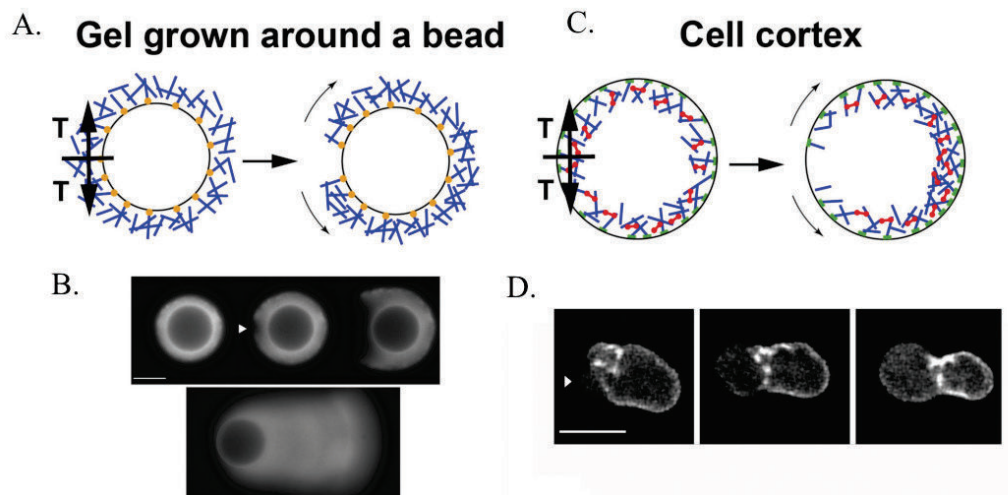 A.
Gel grown around a bead
T
T
B.
C.
Cell cortex
T
T
D.